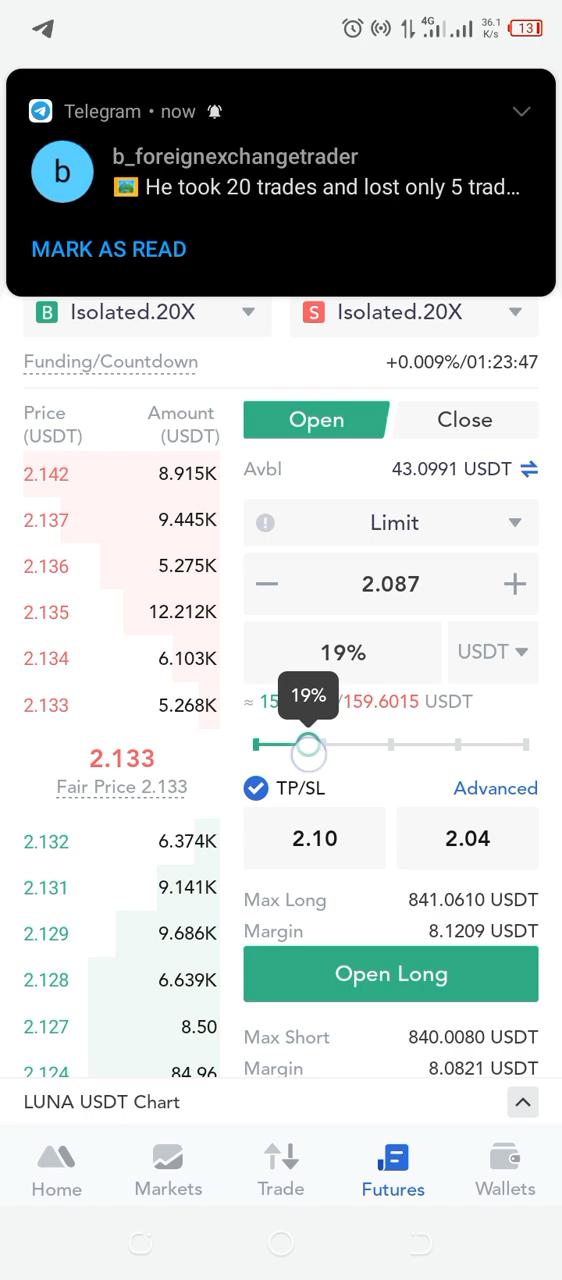 4G 36.1 K/s 13
Telegram • now
b b_foreignexchangetrader
He took 20 trades and lost only 5 trad...
MARK AS READ
B Isolated.20X S Isolated.20X
Funding/Countdown +0.009%/01:23:47
Price (USDT) Amount (USDT)
2.142 8.915K
2.137 9.445K
2.136 5.275K
2.135 12.212K
2.134 6.103K
2.133 5.268K
2.133
Fair Price 2.133
2.132 6.374K
2.131 9.141K
2.129 9.686K
2.128 6.639K
2.127 8.50
2.124 84.96
Open Close
Avbl 43.0991 USDT
Limit
2.087
19% USDT
≈ 15 /159.6015 USDT
19%
TP/SL Advanced
2.10 2.04
Max Long 841.0610 USDT
Margin 8.1209 USDT
Open Long
Max Short 840.0080 USDT
Margin 8.0821 USDT
LUNA USDT Chart
Home Markets Trade Futures Wallets